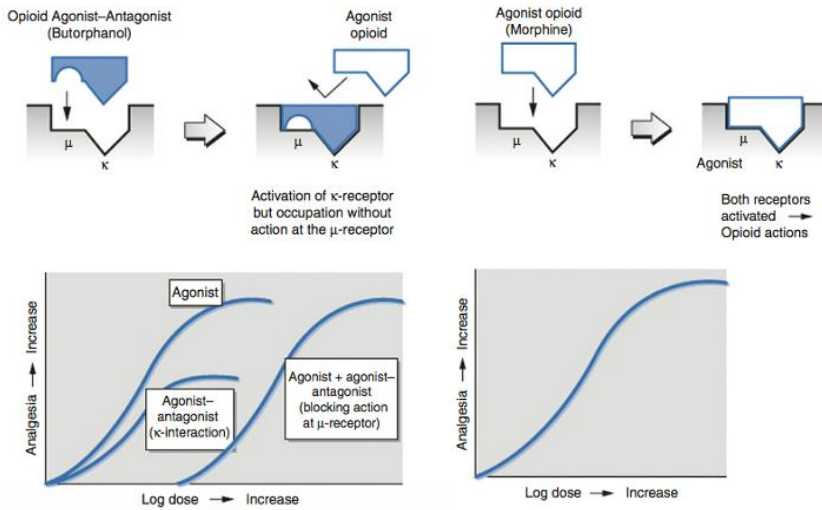 Opioid Agonist–Antagonist
(Butorphanol)
Agonist
opioid
μ
κ
μ
κ
Activation of κ-receptor
but occupation without
action at the μ-receptor
Agonist opioid
(Morphine)
μ
κ
μ
κ
Agonist
Both receptors
activated →
Opioid actions
Analgesia → Increase
Agonist
Agonist–
antagonist
(κ-interaction)
Agonist + agonist–
antagonist
(blocking action
at μ-receptor)
Log dose → Increase
Analgesia → Increase
Log dose → Increase